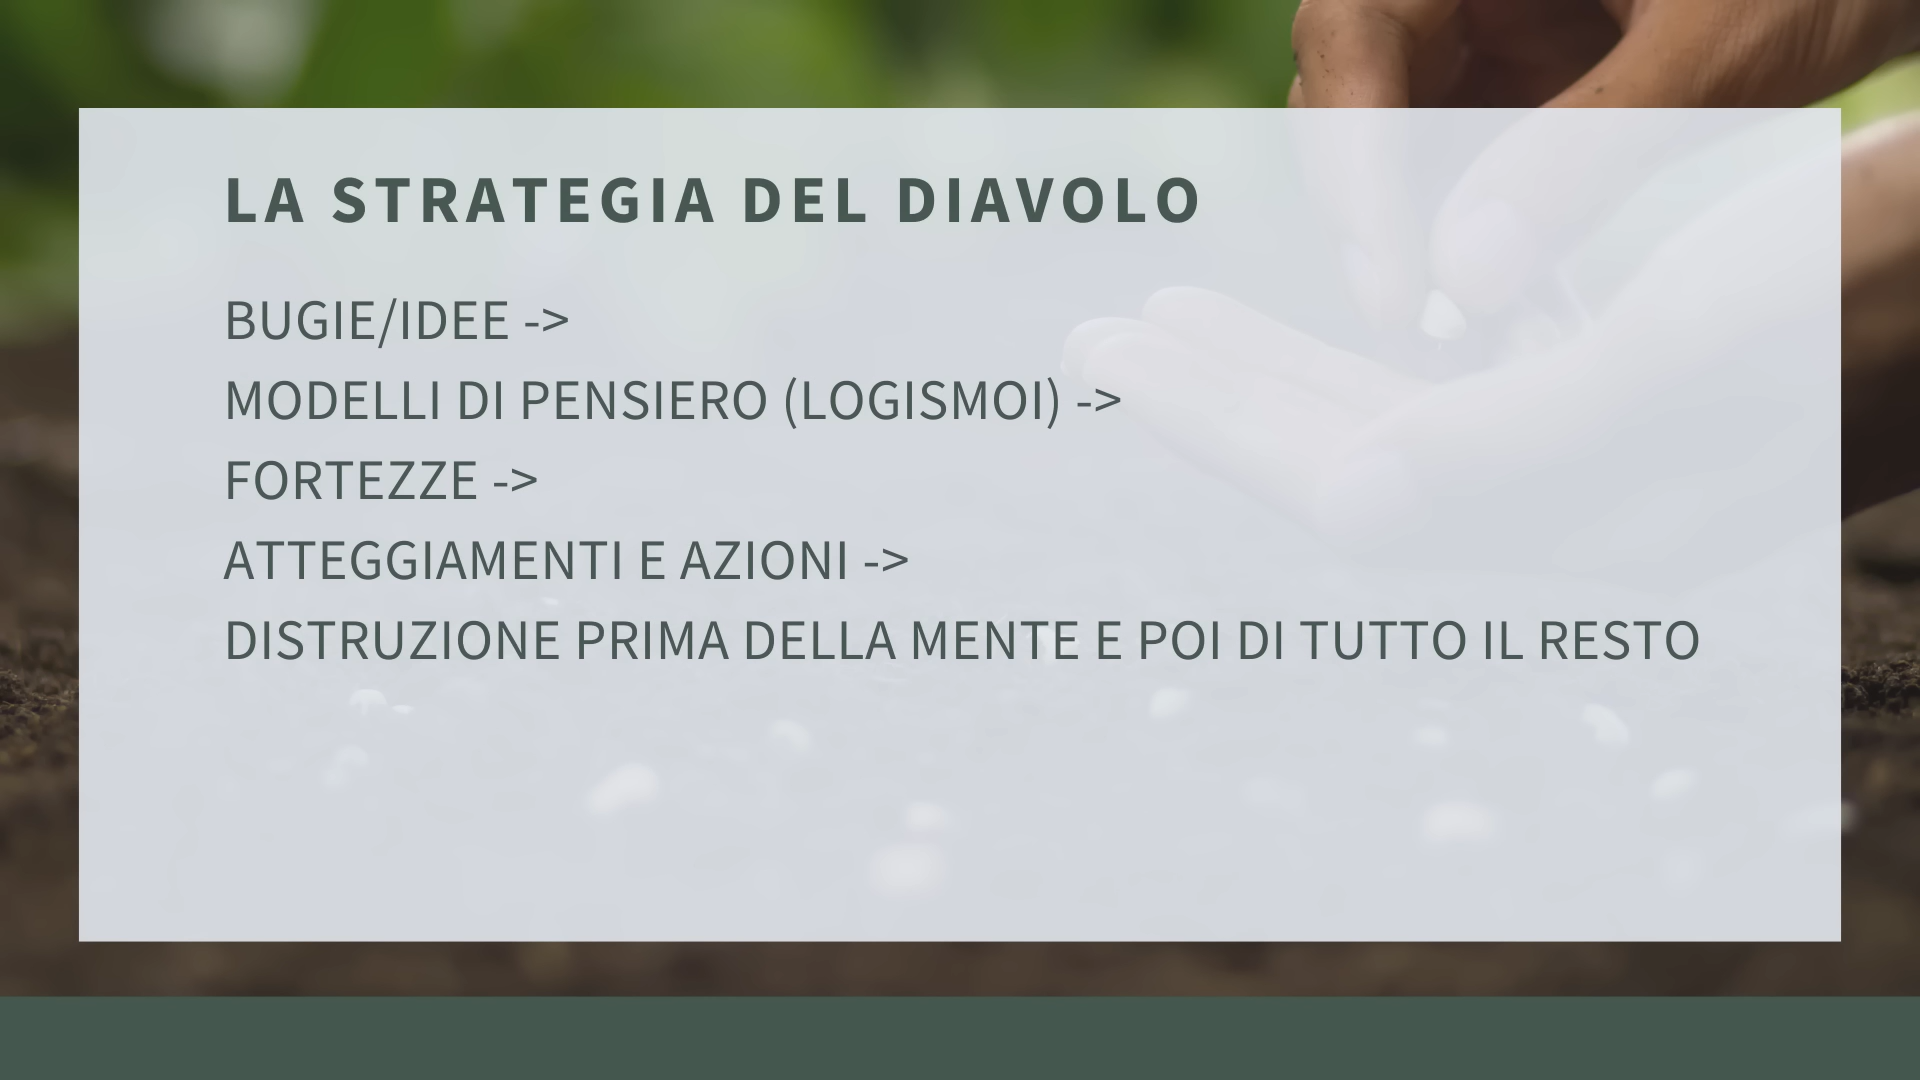 LA STRATEGIA DEL DIAVOLO
BUGIE/IDEE ->
MODELLI DI PENSIERO (LOGISMOI) ->
FORTEZZE ->
ATTEGGIAMENTI E AZIONI ->
DISTRUZIONE PRIMA DELLA MENTE E POI DI TUTTO IL RESTO